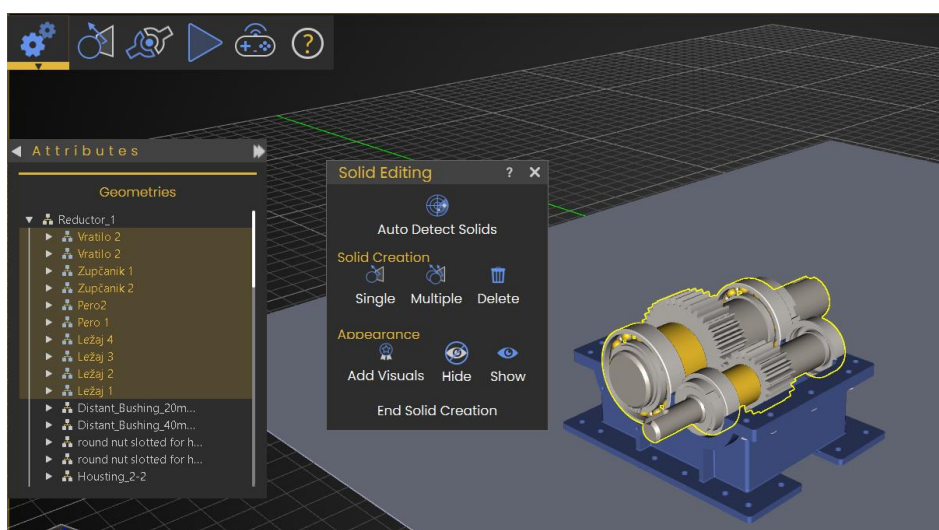 ?
Attributes
Geometries
Reductor_1
Vratilo 2
Vratilo 2
Zupčanik 1
Zupčanik 2
Pero2
Pero 1
Ležaj 4
Ležaj 3
Ležaj 2
Ležaj 1
Distant_Bushing_20m...
Distant_Bushing_40m...
round nut slotted for h...
round nut slotted for h...
Housting_2-2
Solid Editing ?
Auto Detect Solids
Solid Creation
Single Multiple Delete
Appearance
Add Visuals Hide Show
End Solid Creation